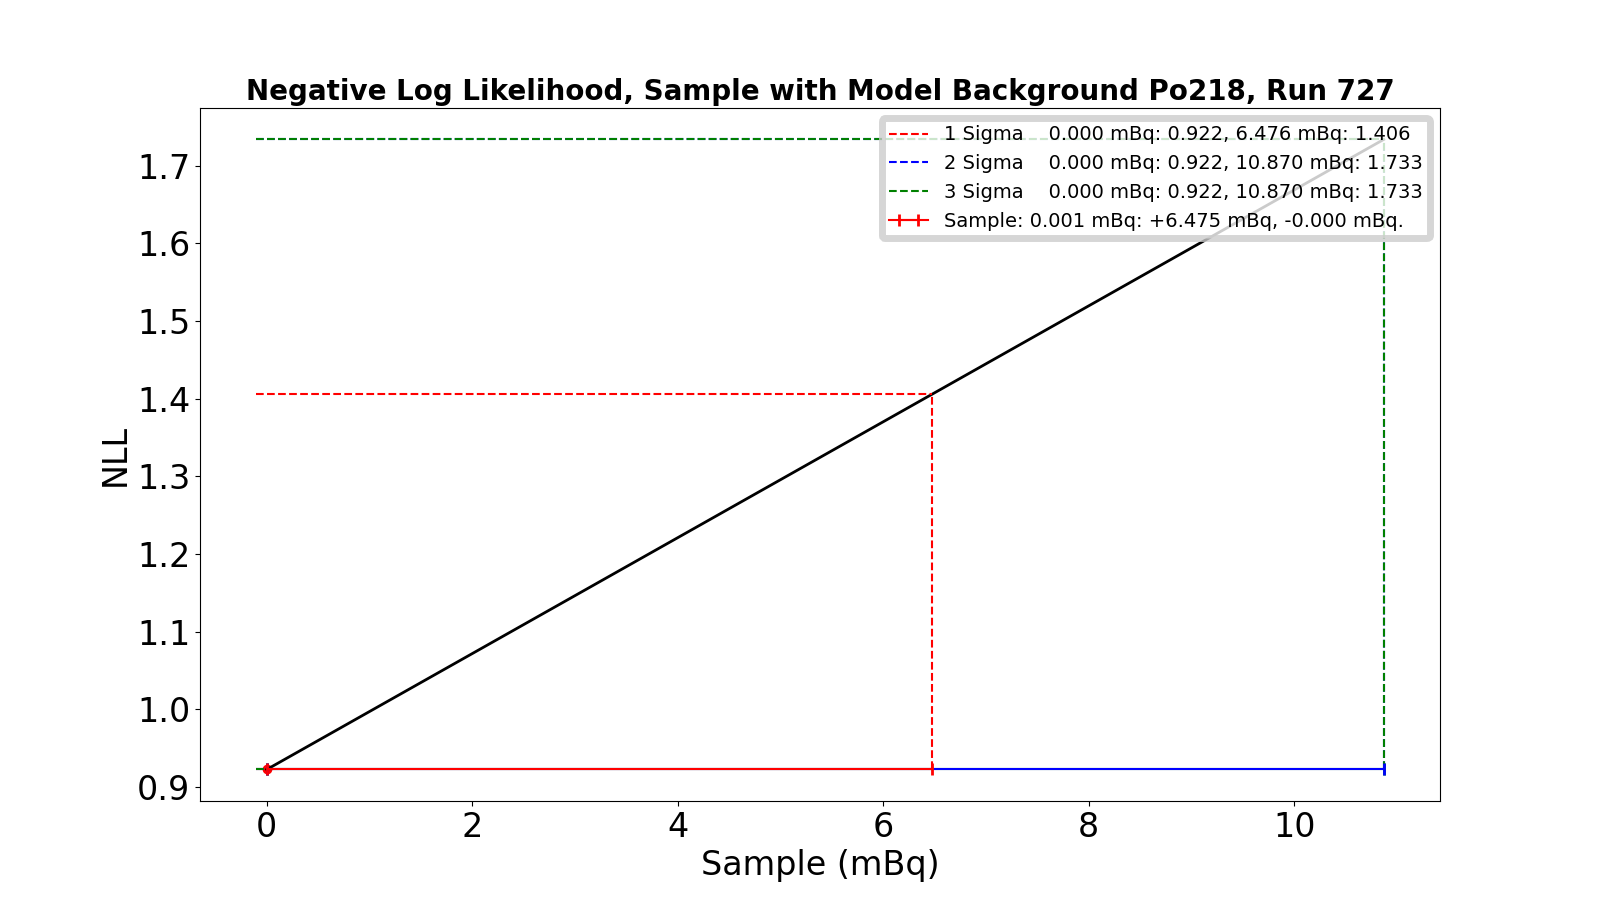 Negative Log Likelihood, Sample with Model Background Po218, Run 727
1 Sigma    0.000 mBq: 0.922, 6.476 mBq: 1.406
2 Sigma    0.000 mBq: 0.922, 10.870 mBq: 1.733
3 Sigma    0.000 mBq: 0.922, 10.870 mBq: 1.733
Sample: 0.001 mBq: +6.475 mBq, -0.000 mBq.
1.7
1.6
1.5
1.4
1.3
1.2
1.1
1.0
0.9
NLL
0 2 4 6 8 10
Sample (mBq)